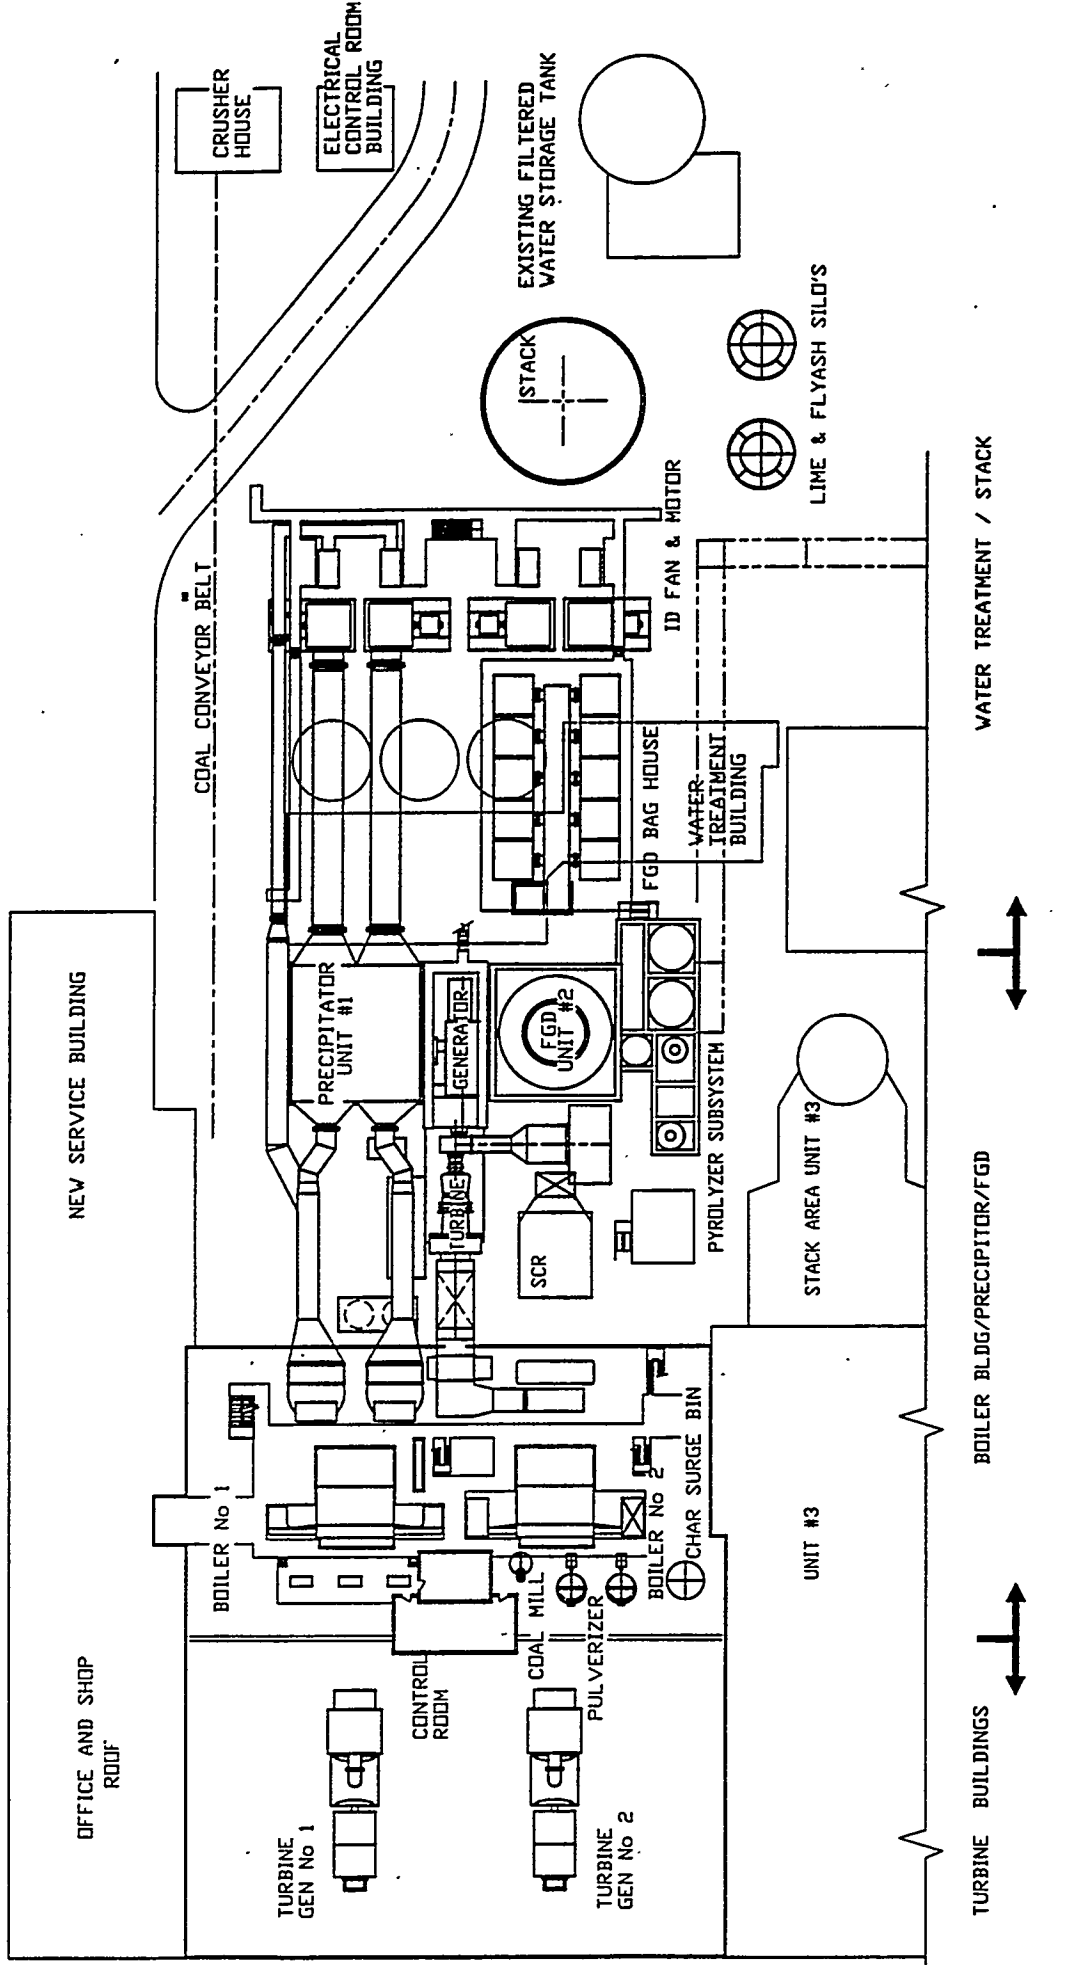 OFFICE AND SHOP
ROOF
NEW SERVICE BUILDING
COAL CONVEYOR BELT
CRUSHER
HOUSE
ELECTRICAL
CONTROL ROOM
BUILDING
BOILER No 1
TURBINE
GEN No 1
CONTROL
ROOM
PRECIPITATOR
UNIT #1
TURBINE
GENERATOR
EXISTING FILTERED
WATER STORAGE TANK
STACK
COAL MILL
SCR
FGD
UNIT #2
PULVERIZER
TURBINE
GEN No 2
BOILER No 2
FGD BAG HOUSE
ID FAN & MOTOR
CHAR SURGE BIN
PYROLYZER SUBSYSTEM
WATER
TREATMENT
BUILDING
LIME & FLYASH SILO'S
UNIT #3
STACK AREA UNIT #3
TURBINE BUILDINGS
BOILER BLDG/PRECIPITOR/FGD
WATER TREATMENT / STACK